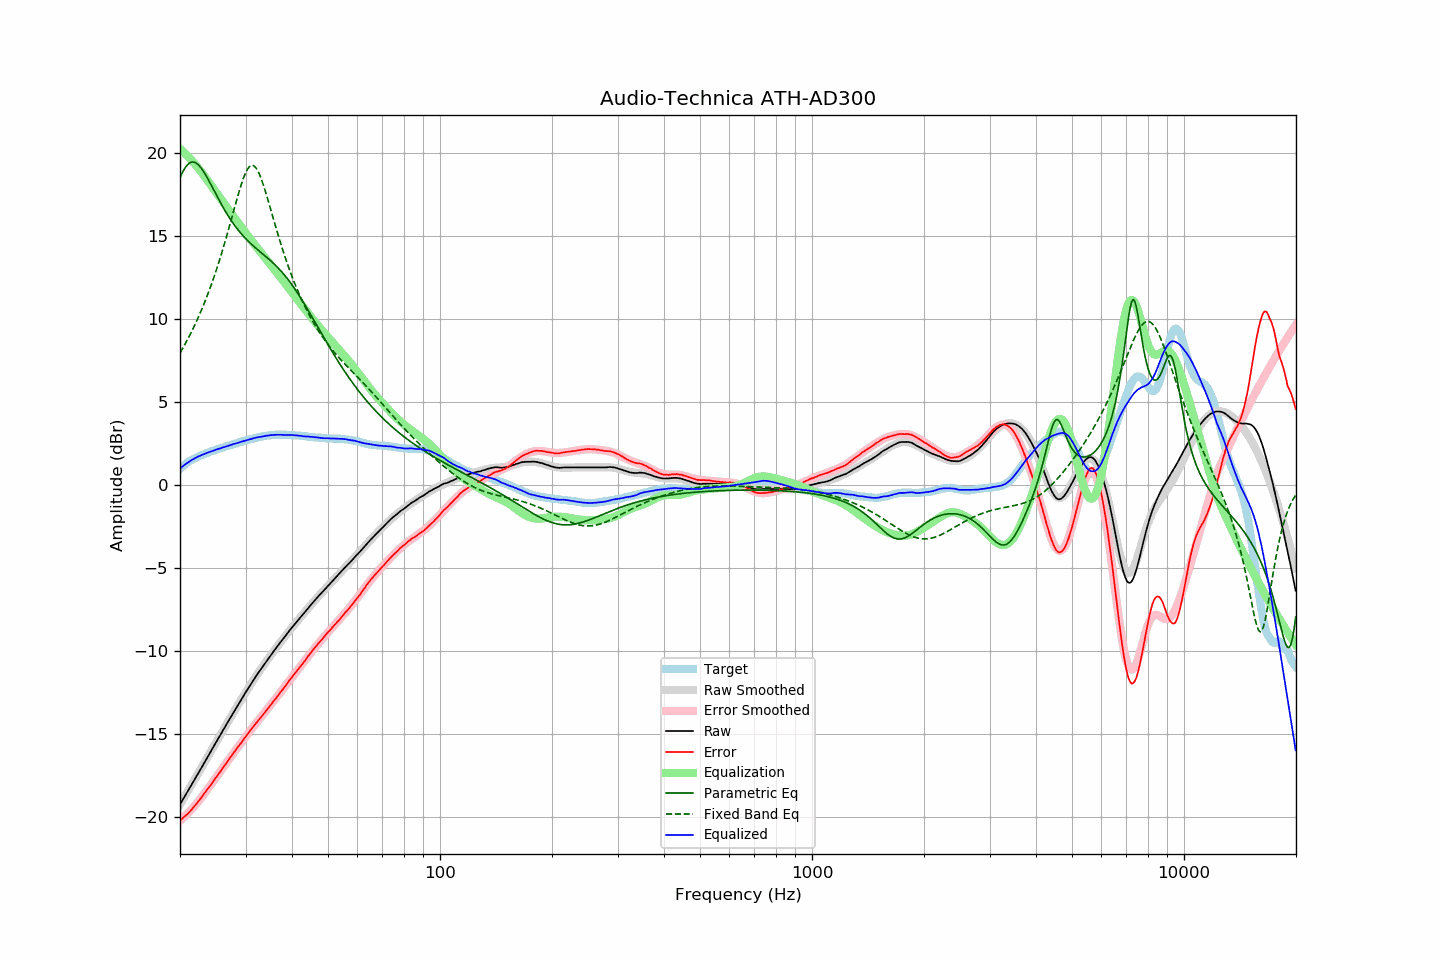 Audio-Technica ATH-AD300
Amplitude (dBr)
20
15
10
5
0
−5
−10
−15
−20
100
1000
10000
Frequency (Hz)
Target
Raw Smoothed
Error Smoothed
Raw
Error
Equalization
Parametric Eq
Fixed Band Eq
Equalized